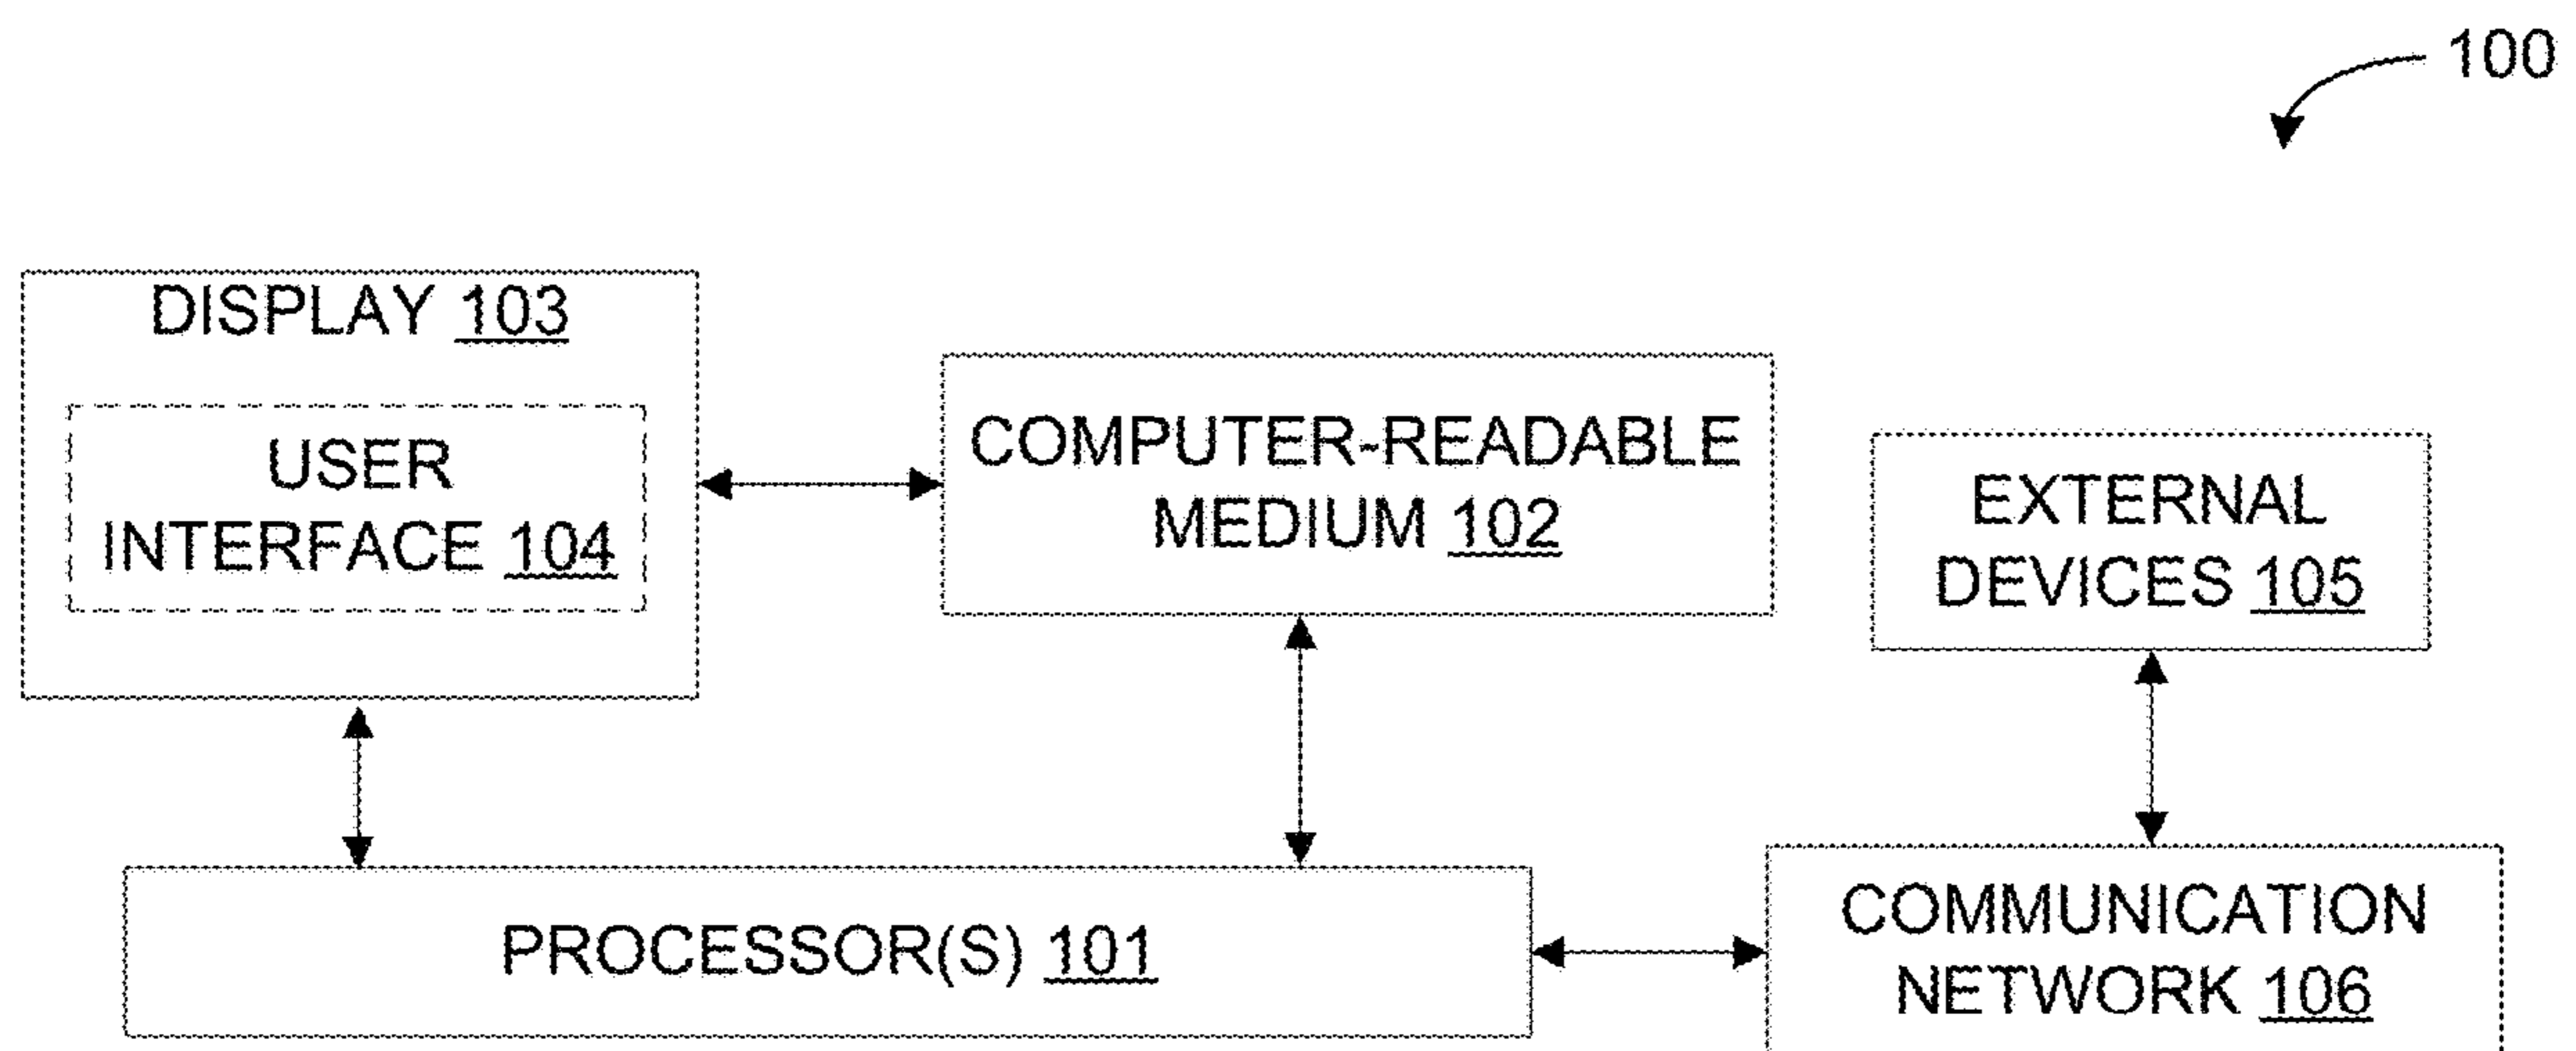 100
DISPLAY 103
USER
INTERFACE 104
COMPUTER-READABLE
MEDIUM 102
EXTERNAL
DEVICES 105
PROCESSOR(S) 101
COMMUNICATION
NETWORK 106